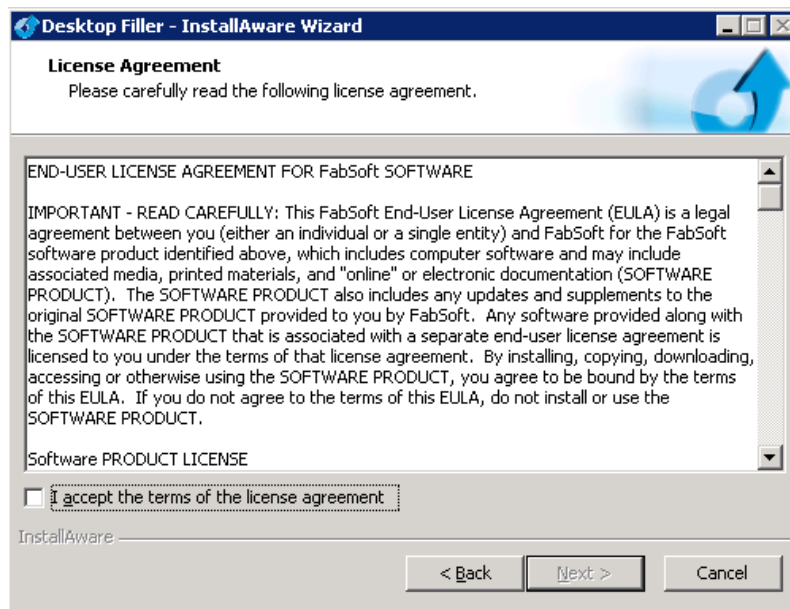 Desktop Filler - InstallAware Wizard
License Agreement
Please carefully read the following license agreement.
END-USER LICENSE AGREEMENT FOR FabSoft SOFTWARE
IMPORTANT - READ CAREFULLY: This FabSoft End-User License Agreement (EULA) is a legal
agreement between you (either an individual or a single entity) and FabSoft for the FabSoft
software product identified above, which includes computer software and may include
associated media, printed materials, and "online" or electronic documentation (SOFTWARE
PRODUCT).  The SOFTWARE PRODUCT also includes any updates and supplements to the
original SOFTWARE PRODUCT provided to you by FabSoft.  Any software provided along with
the SOFTWARE PRODUCT that is associated with a separate end-user license agreement is
licensed to you under the terms of that license agreement.  By installing, copying, downloading,
accessing or otherwise using the SOFTWARE PRODUCT, you agree to be bound by the terms
of this EULA.  If you do not agree to the terms of this EULA, do not install or use the
SOFTWARE PRODUCT.
Software PRODUCT LICENSE
I accept the terms of the license agreement
InstallAware
< Back Next > Cancel